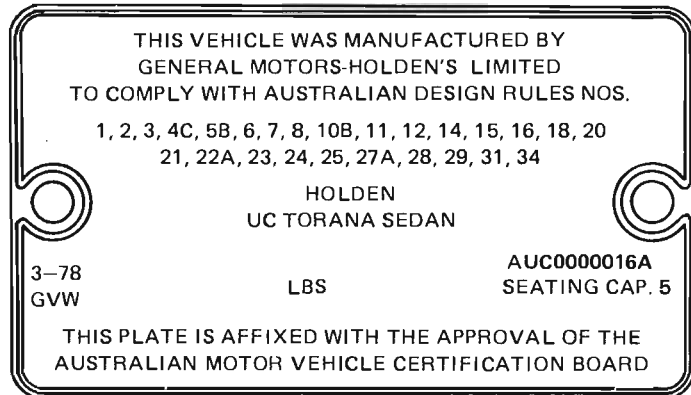 THIS VEHICLE WAS MANUFACTURED BY
GENERAL MOTORS-HOLDEN'S LIMITED
TO COMPLY WITH AUSTRALIAN DESIGN RULES NOS.
1, 2, 3, 4C, 5B, 6, 7, 8, 10B, 11, 12, 14, 15, 16, 18, 20
21, 22A, 23, 24, 25, 27A, 28, 29, 31, 34
HOLDEN
UC TORANA SEDAN
3–78
AUC0000016A
GVW LBS SEATING CAP. 5
THIS PLATE IS AFFIXED WITH THE APPROVAL OF THE
AUSTRALIAN MOTOR VEHICLE CERTIFICATION BOARD